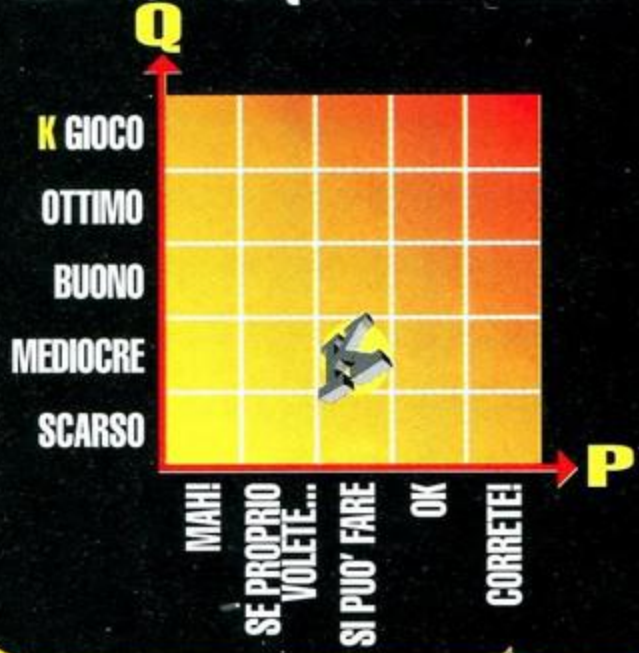 Q
K GIOCO
OTTIMO
BUONO
MEDIOCRE
SCARSO
P
MAH!
SE PROPRIO
VOLETE...
SI PUO' FARE
OK
CORRETE!
K